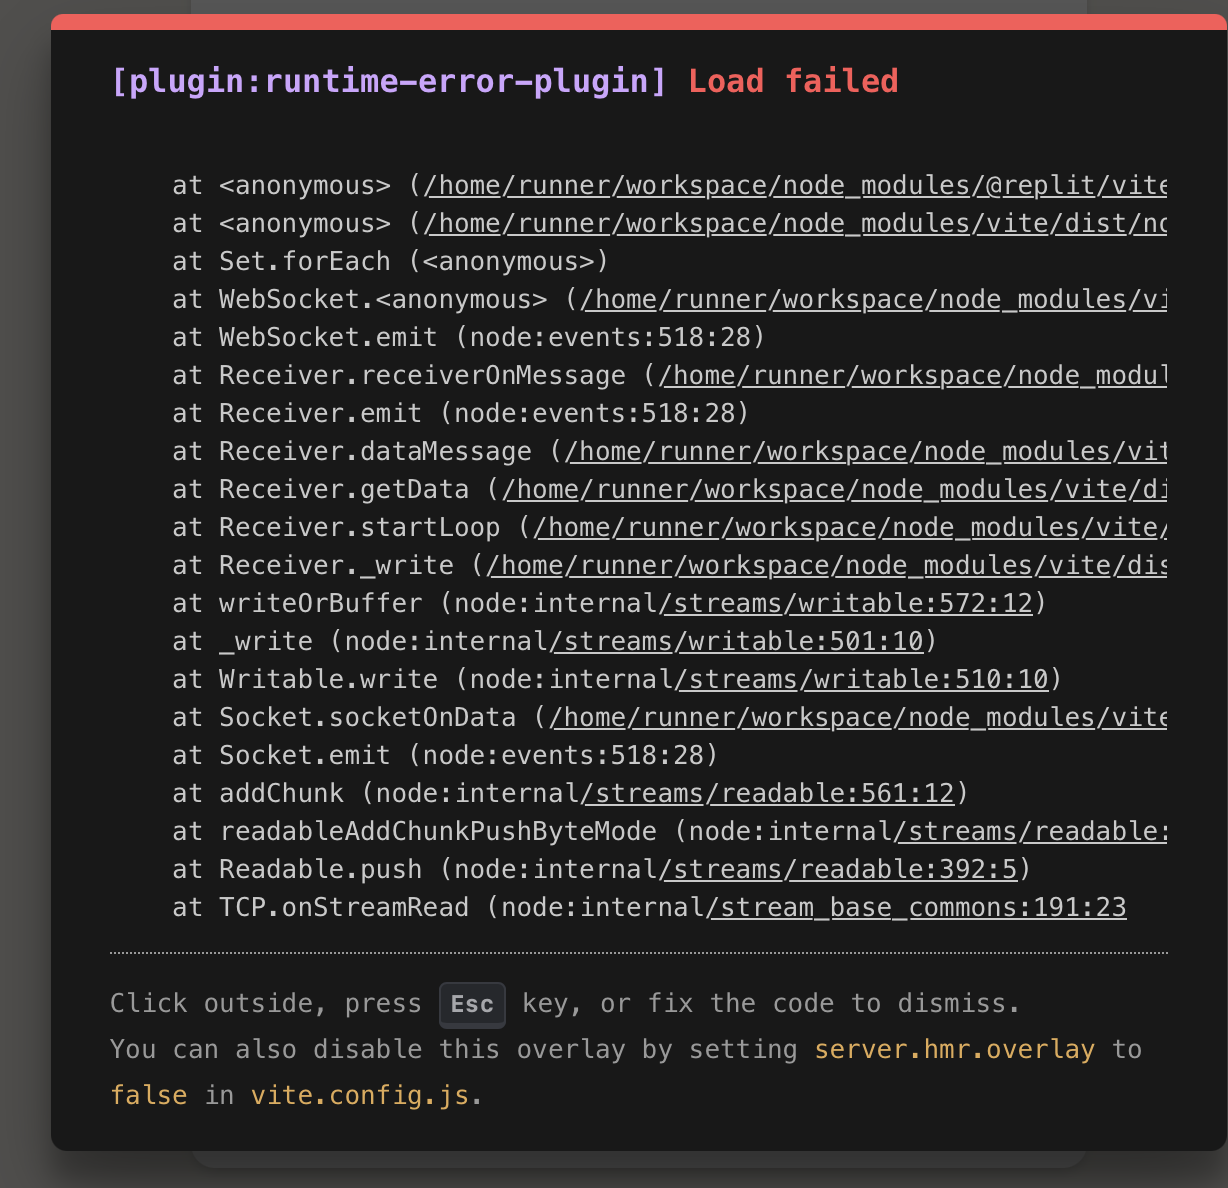 [plugin:runtime-error-plugin] Load failed
at <anonymous> (/home/runner/workspace/node_modules/@replit/vite
at <anonymous> (/home/runner/workspace/node_modules/vite/dist/no
at Set.forEach (<anonymous>)
at WebSocket.<anonymous> (/home/runner/workspace/node_modules/vi
at WebSocket.emit (node:events:518:28)
at Receiver.receiverOnMessage (/home/runner/workspace/node_modul
at Receiver.emit (node:events:518:28)
at Receiver.dataMessage (/home/runner/workspace/node_modules/vit
at Receiver.getData (/home/runner/workspace/node_modules/vite/di
at Receiver.startLoop (/home/runner/workspace/node_modules/vite/
at Receiver._write (/home/runner/workspace/node_modules/vite/dis
at writeOrBuffer (node:internal/streams/writable:572:12)
at _write (node:internal/streams/writable:501:10)
at Writable.write (node:internal/streams/writable:510:10)
at Socket.socketOnData (/home/runner/workspace/node_modules/vite
at Socket.emit (node:events:518:28)
at addChunk (node:internal/streams/readable:561:12)
at readableAddChunkPushByteMode (node:internal/streams/readable:
at Readable.push (node:internal/streams/readable:392:5)
at TCP.onStreamRead (node:internal/stream_base_commons:191:23
Click outside, press Esc key, or fix the code to dismiss.
You can also disable this overlay by setting server.hmr.overlay to
false in vite.config.js.